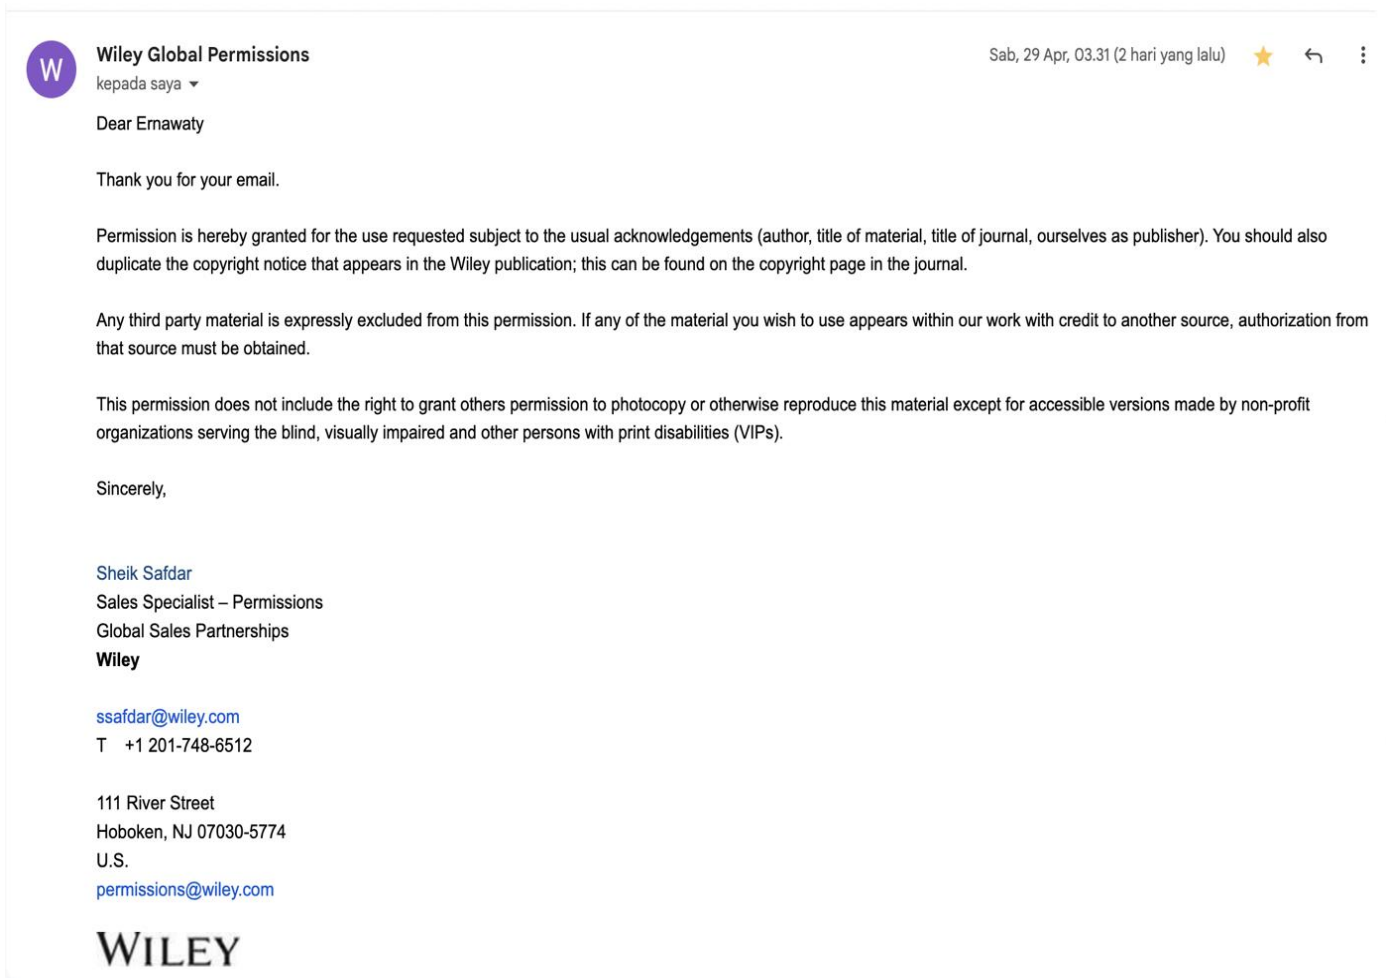 W
Wiley Global Permissions
Sab, 29 Apr, 03.31 (2 hari yang lalu)
kepada saya
Dear Ernawaty
Thank you for your email.
Permission is hereby granted for the use requested subject to the usual acknowledgements (author, title of material, title of journal, ourselves as publisher). You should also
duplicate the copyright notice that appears in the Wiley publication; this can be found on the copyright page in the journal.
Any third party material is expressly excluded from this permission. If any of the material you wish to use appears within our work with credit to another source, authorization from
that source must be obtained.
This permission does not include the right to grant others permission to photocopy or otherwise reproduce this material except for accessible versions made by non-profit
organizations serving the blind, visually impaired and other persons with print disabilities (VIPs).
Sincerely,
Sheik Safdar
Sales Specialist – Permissions
Global Sales Partnerships
Wiley
ssafdar@wiley.com
T +1 201-748-6512
111 River Street
Hoboken, NJ 07030-5774
U.S.
permissions@wiley.com
WILEY